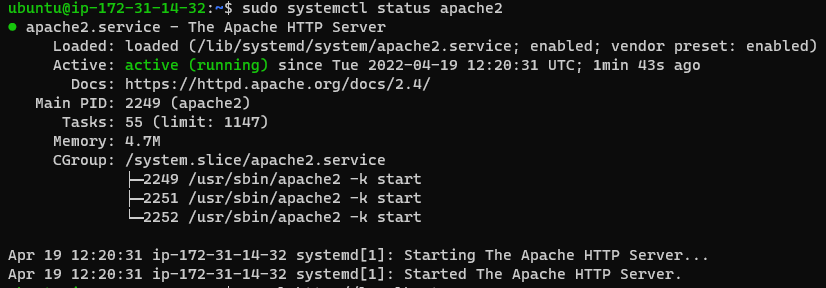 ubuntu@ip-172-31-14-32:~$ sudo systemctl status apache2
● apache2.service - The Apache HTTP Server
Loaded: loaded (/lib/systemd/system/apache2.service; enabled; vendor preset: enabled)
Active: active (running) since Tue 2022-04-19 12:20:31 UTC; 1min 43s ago
Docs: https://httpd.apache.org/docs/2.4/
Main PID: 2249 (apache2)
Tasks: 55 (limit: 1147)
Memory: 4.7M
CGroup: /system.slice/apache2.service
├─2249 /usr/sbin/apache2 -k start
├─2251 /usr/sbin/apache2 -k start
└─2252 /usr/sbin/apache2 -k start
Apr 19 12:20:31 ip-172-31-14-32 systemd[1]: Starting The Apache HTTP Server...
Apr 19 12:20:31 ip-172-31-14-32 systemd[1]: Started The Apache HTTP Server.